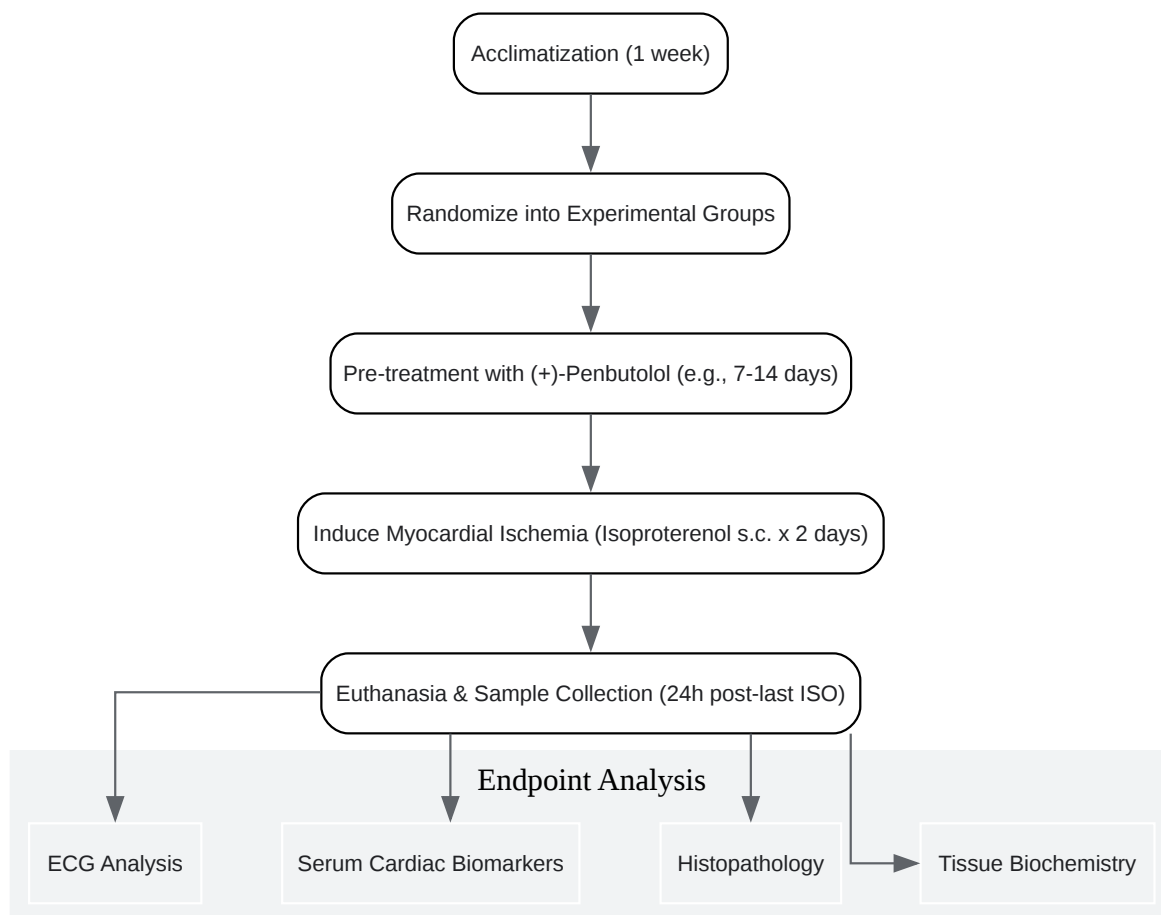 Acclimatization (1 week)
Randomize into Experimental Groups
Pre-treatment with (+)-Penbutolol (e.g., 7-14 days)
Induce Myocardial Ischemia (Isoproterenol s.c. x 2 days)
Euthanasia & Sample Collection (24h post-last ISO)
Endpoint Analysis
ECG Analysis
Serum Cardiac Biomarkers
Histopathology
Tissue Biochemistry